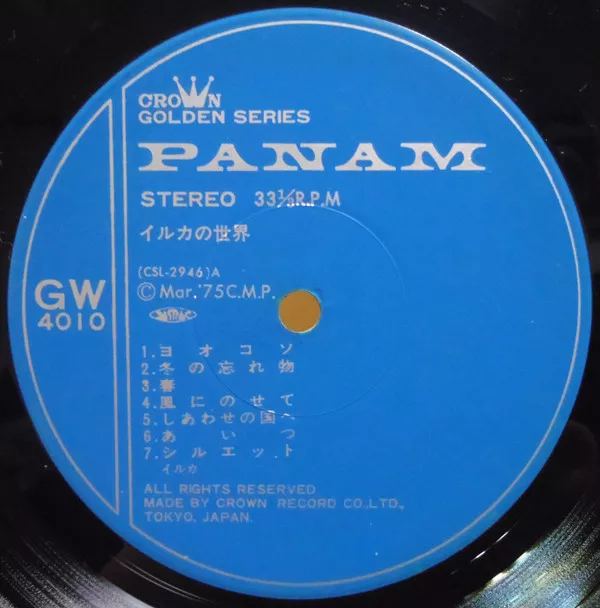 CROWN
GOLDEN SERIES
PANAM
STEREO 33⅓R.P.M
イルカの世界
(CSL-2946)A
GW
4010
©Mar.'75C.M.P.
1.ヨオコソ
2.冬の忘れ物
3.春
4.風にのせて
5.しあわせの国へ
6.あいつ
7.シルエット
イルカ
ALL RIGHTS RESERVED
MADE BY CROWN RECORD CO.,LTD.,
TOKYO, JAPAN.